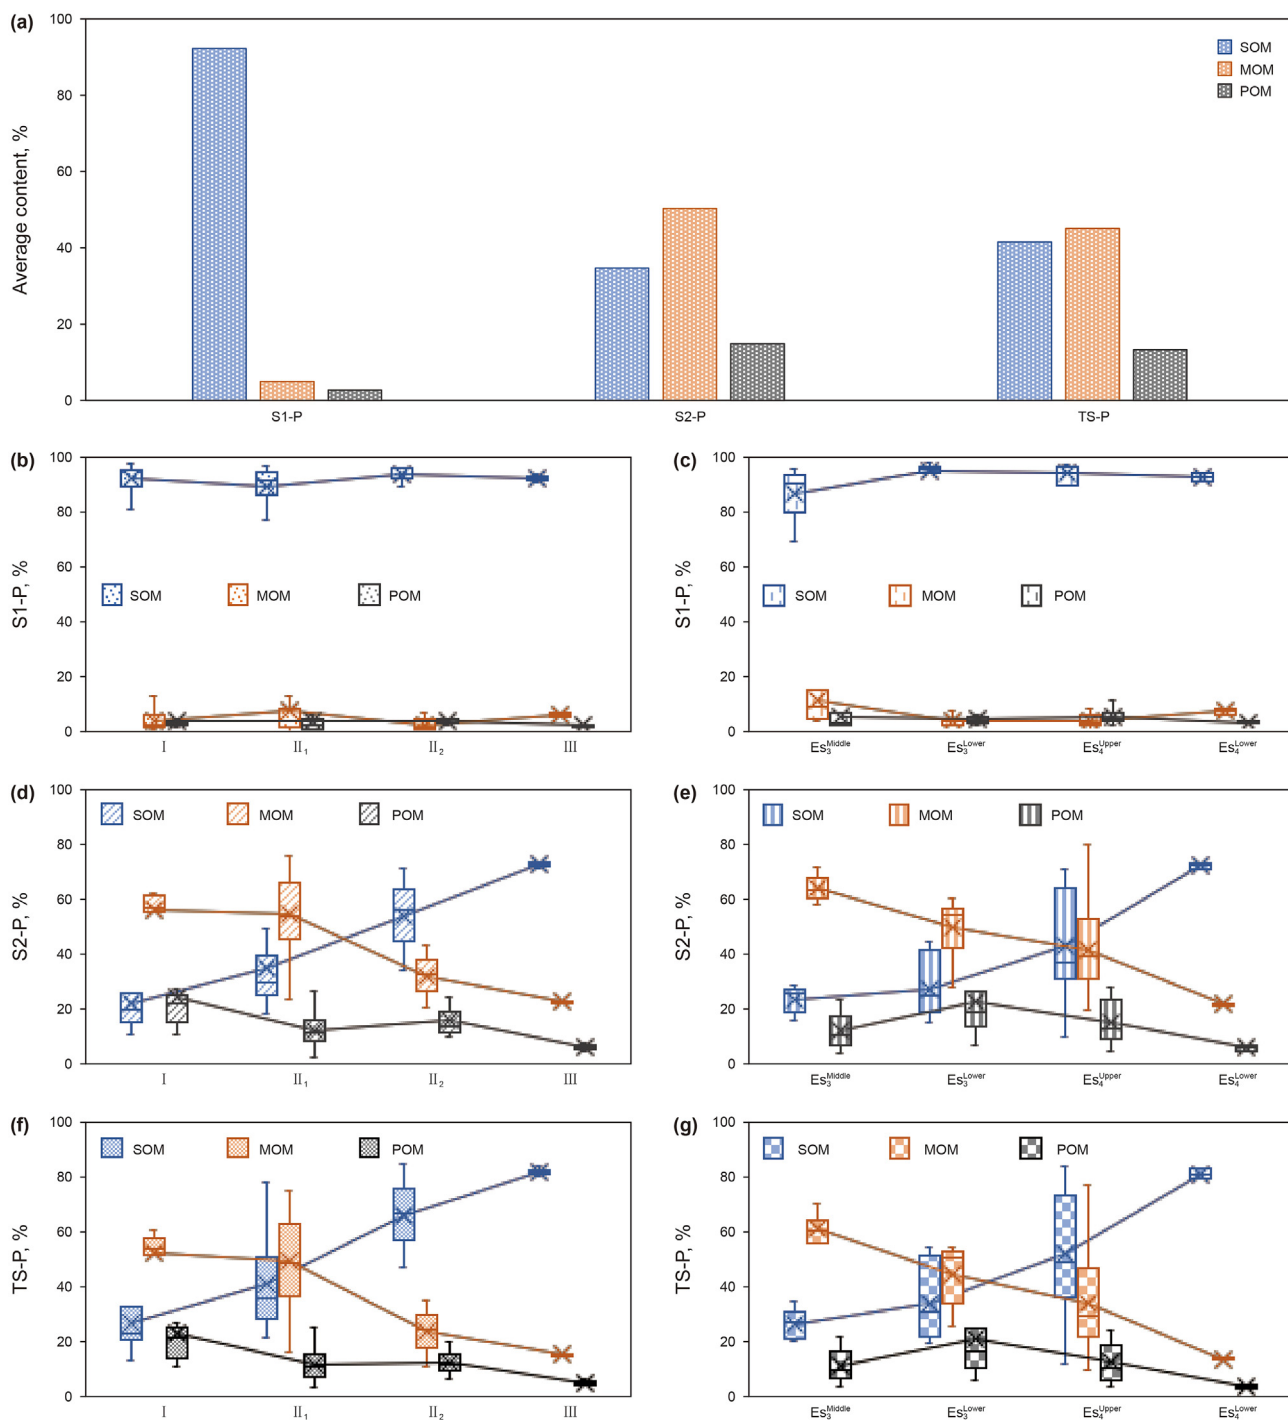 (a)
100
80
60
40
20
0
Average content, %
SOM
MOM
POM
S1-P S2-P TS-P
(b)
100
80
60
40
20
0
S1-P, %
SOM MOM POM
I II₁ II₂ III
(c)
100
80
60
40
20
0
S1-P, %
SOM MOM POM
Es₃ᴹⁱᵈᵈˡᵉ Es₃ᴸᵒʷᵉʳ Es₄ᵁᵖᵖᵉʳ Es₄ᴸᵒʷᵉʳ
(d)
100
80
60
40
20
0
S2-P, %
SOM MOM POM
I II₁ II₂ III
(e)
100
80
60
40
20
0
S2-P, %
SOM MOM POM
Es₃ᴹⁱᵈᵈˡᵉ Es₃ᴸᵒʷᵉʳ Es₄ᵁᵖᵖᵉʳ Es₄ᴸᵒʷᵉʳ
(f)
100
80
60
40
20
0
TS-P, %
SOM MOM POM
I II₁ II₂ III
(g)
100
80
60
40
20
0
TS-P, %
SOM MOM POM
Es₃ᴹⁱᵈᵈˡᵉ Es₃ᴸᵒʷᵉʳ Es₄ᵁᵖᵖᵉʳ Es₄ᴸᵒʷᵉʳ